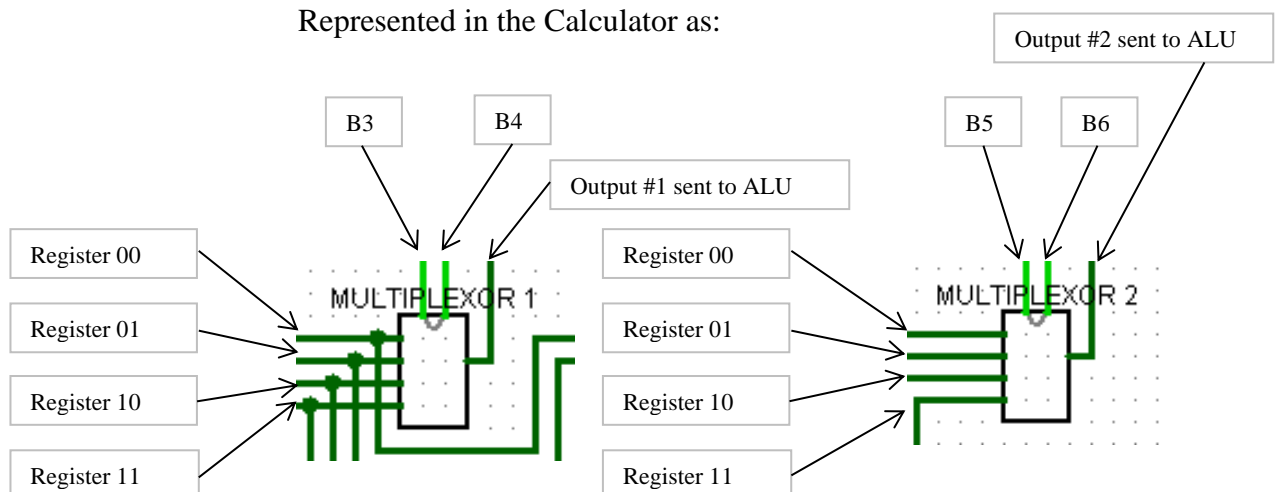 Represented in the Calculator as:
Output #2 sent to ALU
B3
B4
B5
B6
Output #1 sent to ALU
Register 00
Register 01
Register 10
Register 11
MULTIPLEXOR 1
Register 00
Register 01
Register 10
Register 11
MULTIPLEXOR 2